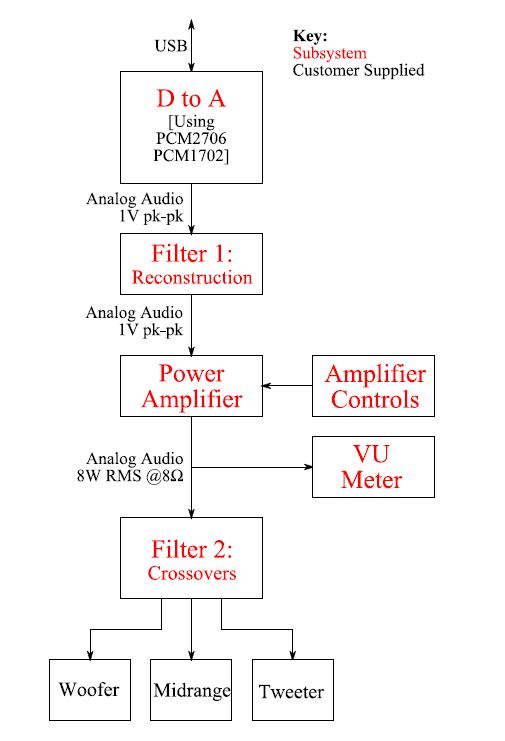 USB
Key:
Subsystem
Customer Supplied
D to A
[Using
PCM2706
PCM1702]
Analog Audio
1V pk-pk
Filter 1:
Reconstruction
Analog Audio
1V pk-pk
Power
Amplifier
Amplifier
Controls
Analog Audio
8W RMS @8Ω
VU
Meter
Filter 2:
Crossovers
Woofer
Midrange
Tweeter